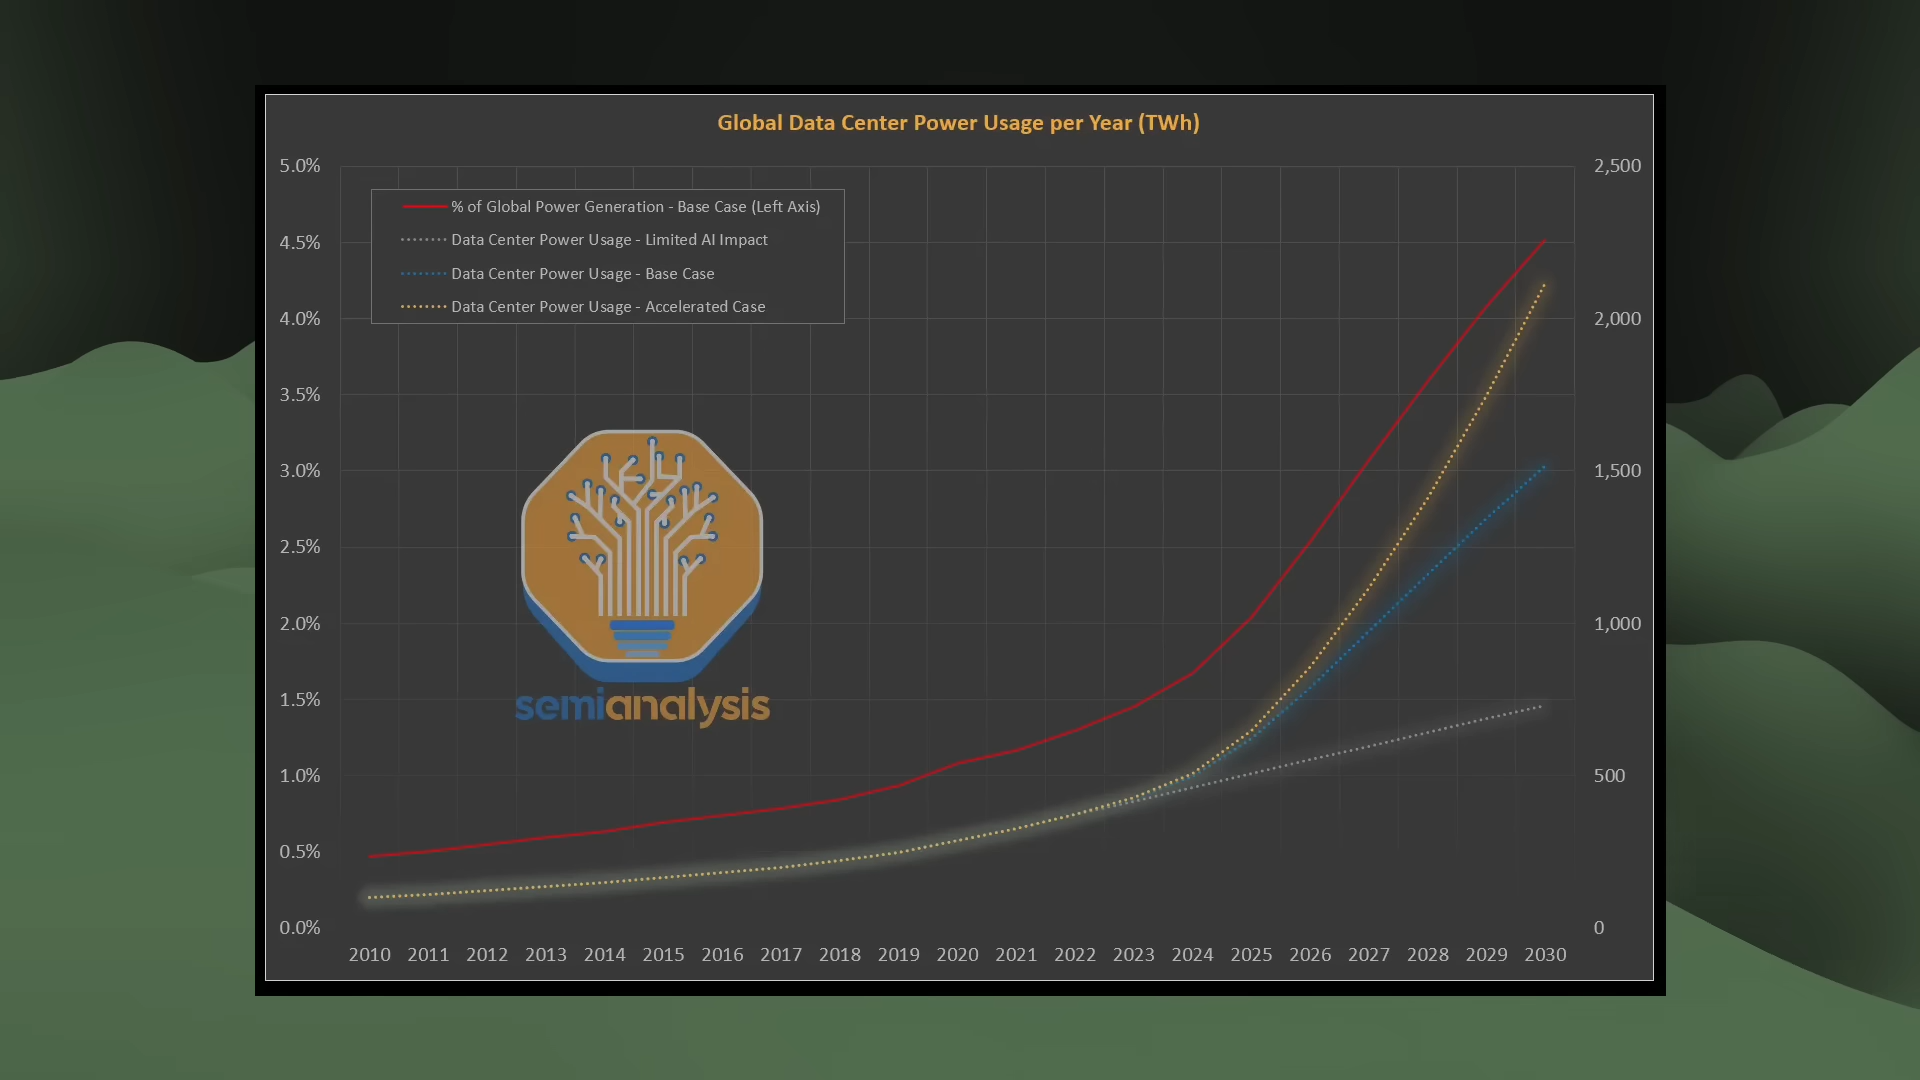 Global Data Center Power Usage per Year (TWh)
5.0%
4.5%
4.0%
3.5%
3.0%
2.5%
2.0%
1.5%
1.0%
0.5%
0.0%
% of Global Power Generation - Base Case (Left Axis)
Data Center Power Usage - Limited AI Impact
Data Center Power Usage - Base Case
Data Center Power Usage - Accelerated Case
semianalysis
2,500
2,000
1,500
1,000
500
0
2010 2011 2012 2013 2014 2015 2016 2017 2018 2019 2020 2021 2022 2023 2024 2025 2026 2027 2028 2029 2030